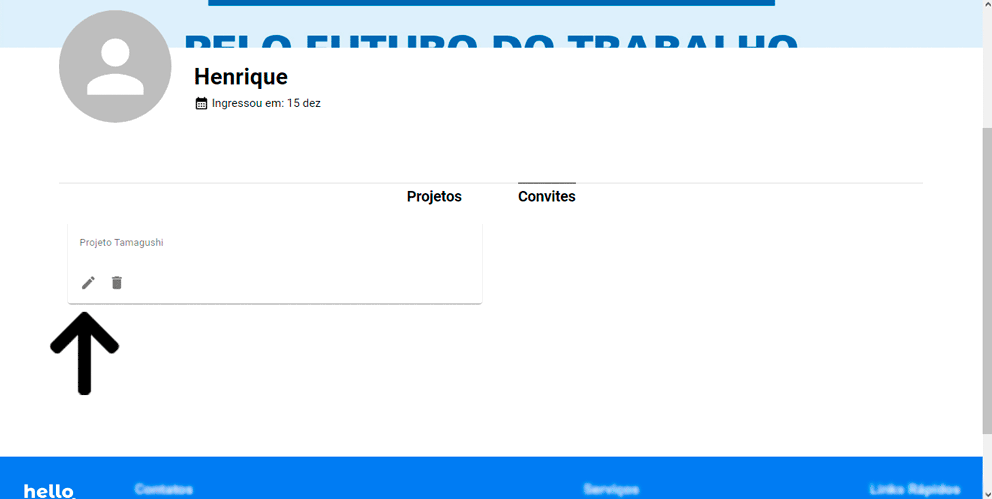 PELO FUTURO DO TRABALHO
Henrique
Ingressou em: 15 dez
Projetos
Convites
Projeto Tamagushi
hello.
Contatos
Serviços
Links Rápidos